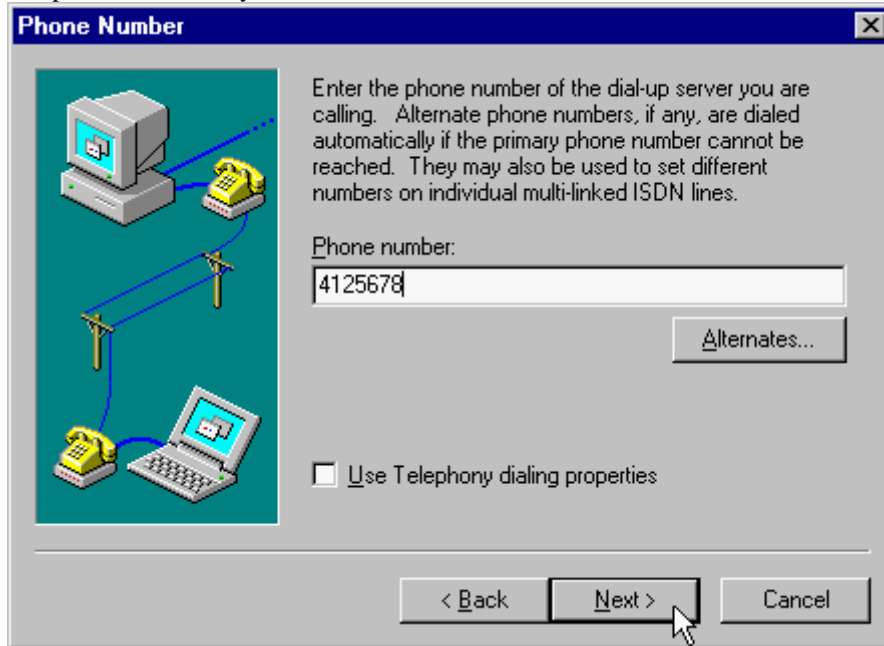 Phone Number
Enter the phone number of the dial-up server you are
calling. Alternate phone numbers, if any, are dialed
automatically if the primary phone number cannot be
reached. They may also be used to set different
numbers on individual multi-linked ISDN lines.
Phone number:
4125678
Alternates...
Use Telephony dialing properties
< Back
Next >
Cancel